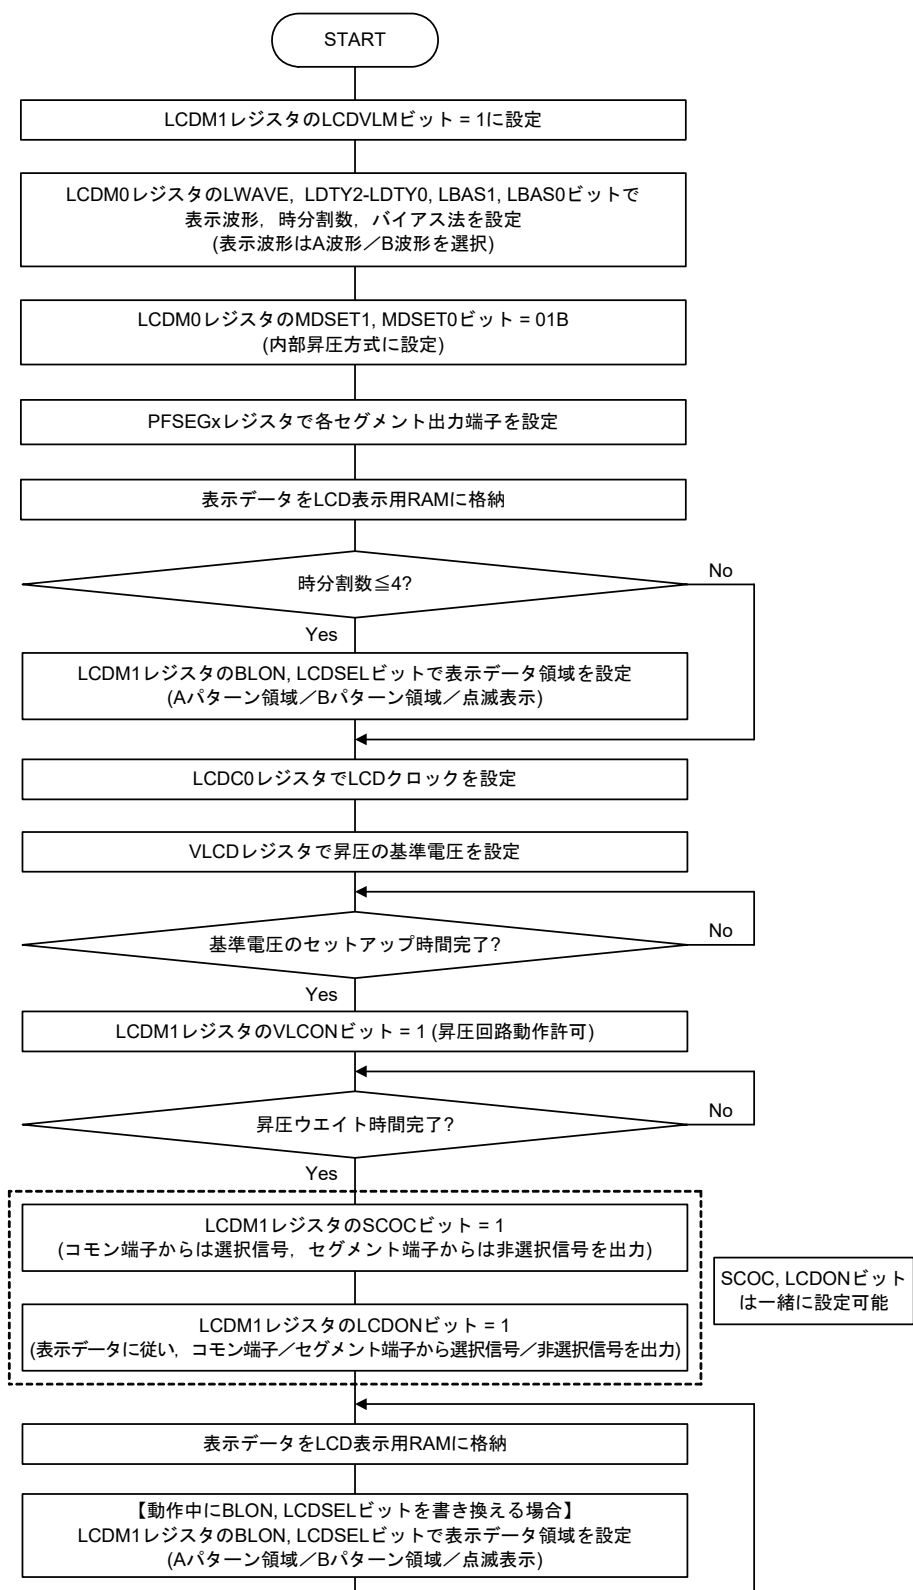 START
LCDM1レジスタのLCDVLMビット = 1に設定
LCDM0レジスタのLWAVE, LDTY2-LDTY0, LBAS1, LBAS0ビットで
表示波形, 時分割数, バイアス法を設定
(表示波形はA波形／B波形を選択)
LCDM0レジスタのMDSET1, MDSET0ビット = 01B
(内部昇圧方式に設定)
PFSEGxレジスタで各セグメント出力端子を設定
表示データをLCD表示用RAMに格納
時分割数≦4?
No
Yes
LCDM1レジスタのBLON, LCDSELビットで表示データ領域を設定
(Aパターン領域／Bパターン領域／点滅表示)
LCDC0レジスタでLCDクロックを設定
VLCDレジスタで昇圧の基準電圧を設定
基準電圧のセットアップ時間完了?
No
Yes
LCDM1レジスタのVLCONビット = 1 (昇圧回路動作許可)
昇圧ウエイト時間完了?
No
Yes
LCDM1レジスタのSCOCビット = 1
(コモン端子からは選択信号, セグメント端子からは非選択信号を出力)
SCOC, LCDONビット
は一緒に設定可能
LCDM1レジスタのLCDONビット = 1
(表示データに従い, コモン端子／セグメント端子から選択信号／非選択信号を出力)
表示データをLCD表示用RAMに格納
【動作中にBLON, LCDSELビットを書き換える場合】
LCDM1レジスタのBLON, LCDSELビットで表示データ領域を設定
(Aパターン領域／Bパターン領域／点滅表示)